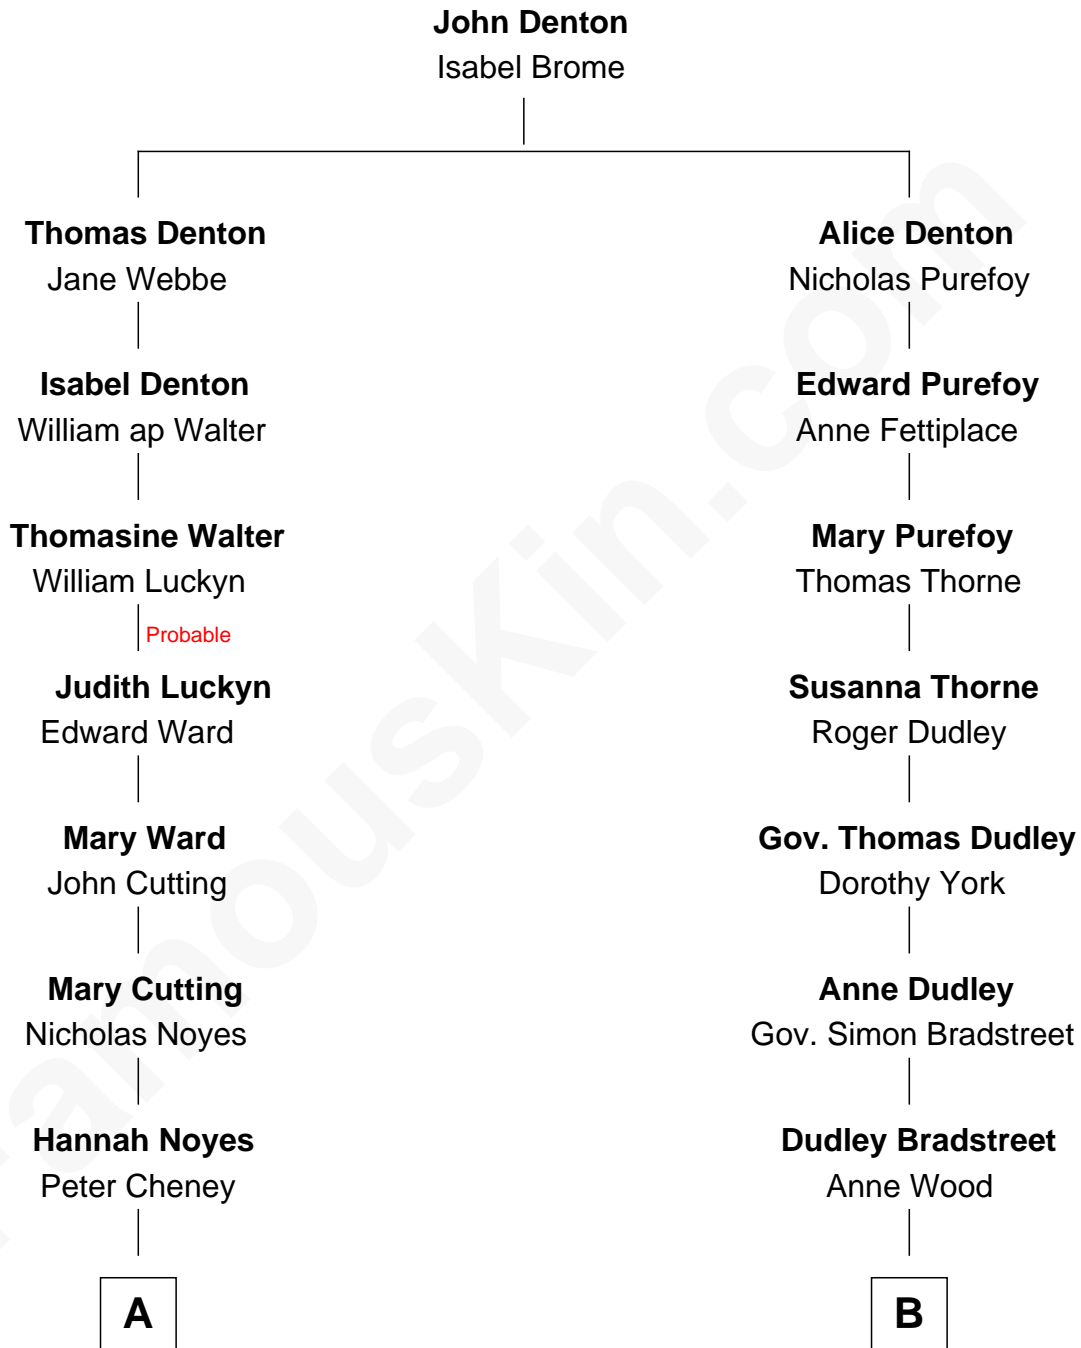 John Denton
Isabel Brome
Thomas Denton
Jane Webbe
Alice Denton
Nicholas Purefoy
Isabel Denton
William ap Walter
Edward Purefoy
Anne Fettiplace
Thomasine Walter
William Luckyn
Mary Purefoy
Thomas Thorne
Probable
Judith Luckyn
Edward Ward
Susanna Thorne
Roger Dudley
Mary Ward
John Cutting
Gov. Thomas Dudley
Dorothy York
Mary Cutting
Nicholas Noyes
Anne Dudley
Gov. Simon Bradstreet
Hannah Noyes
Peter Cheney
Dudley Bradstreet
Anne Wood
A
B
FamousKin.com